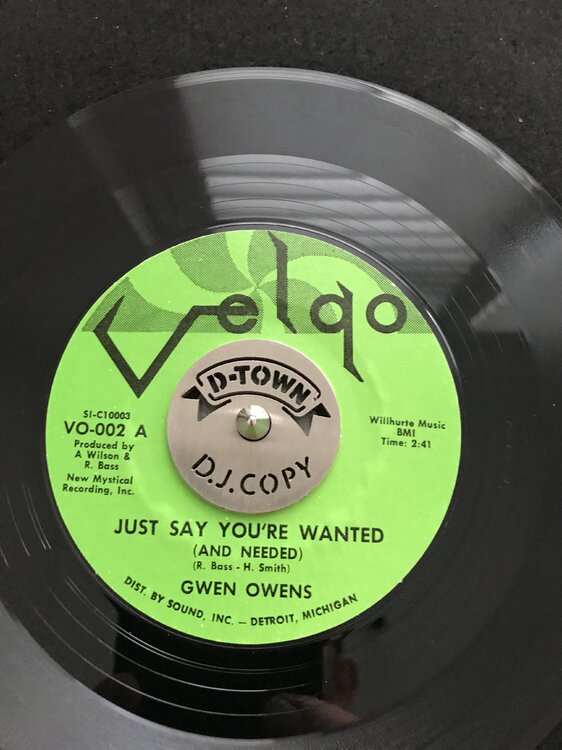 Velgo
D-TOWN
D.J.COPY
SI-C10003
VO-002 A
Produced by
A Wilson &
R. Bass
New Mystical
Recording, Inc.
Willhurte Music
BMI
Time: 2:41
JUST SAY YOU'RE WANTED
(AND NEEDED)
(R. Bass - H. Smith)
GWEN OWENS
DIST. BY SOUND, INC. — DETROIT, MICHIGAN